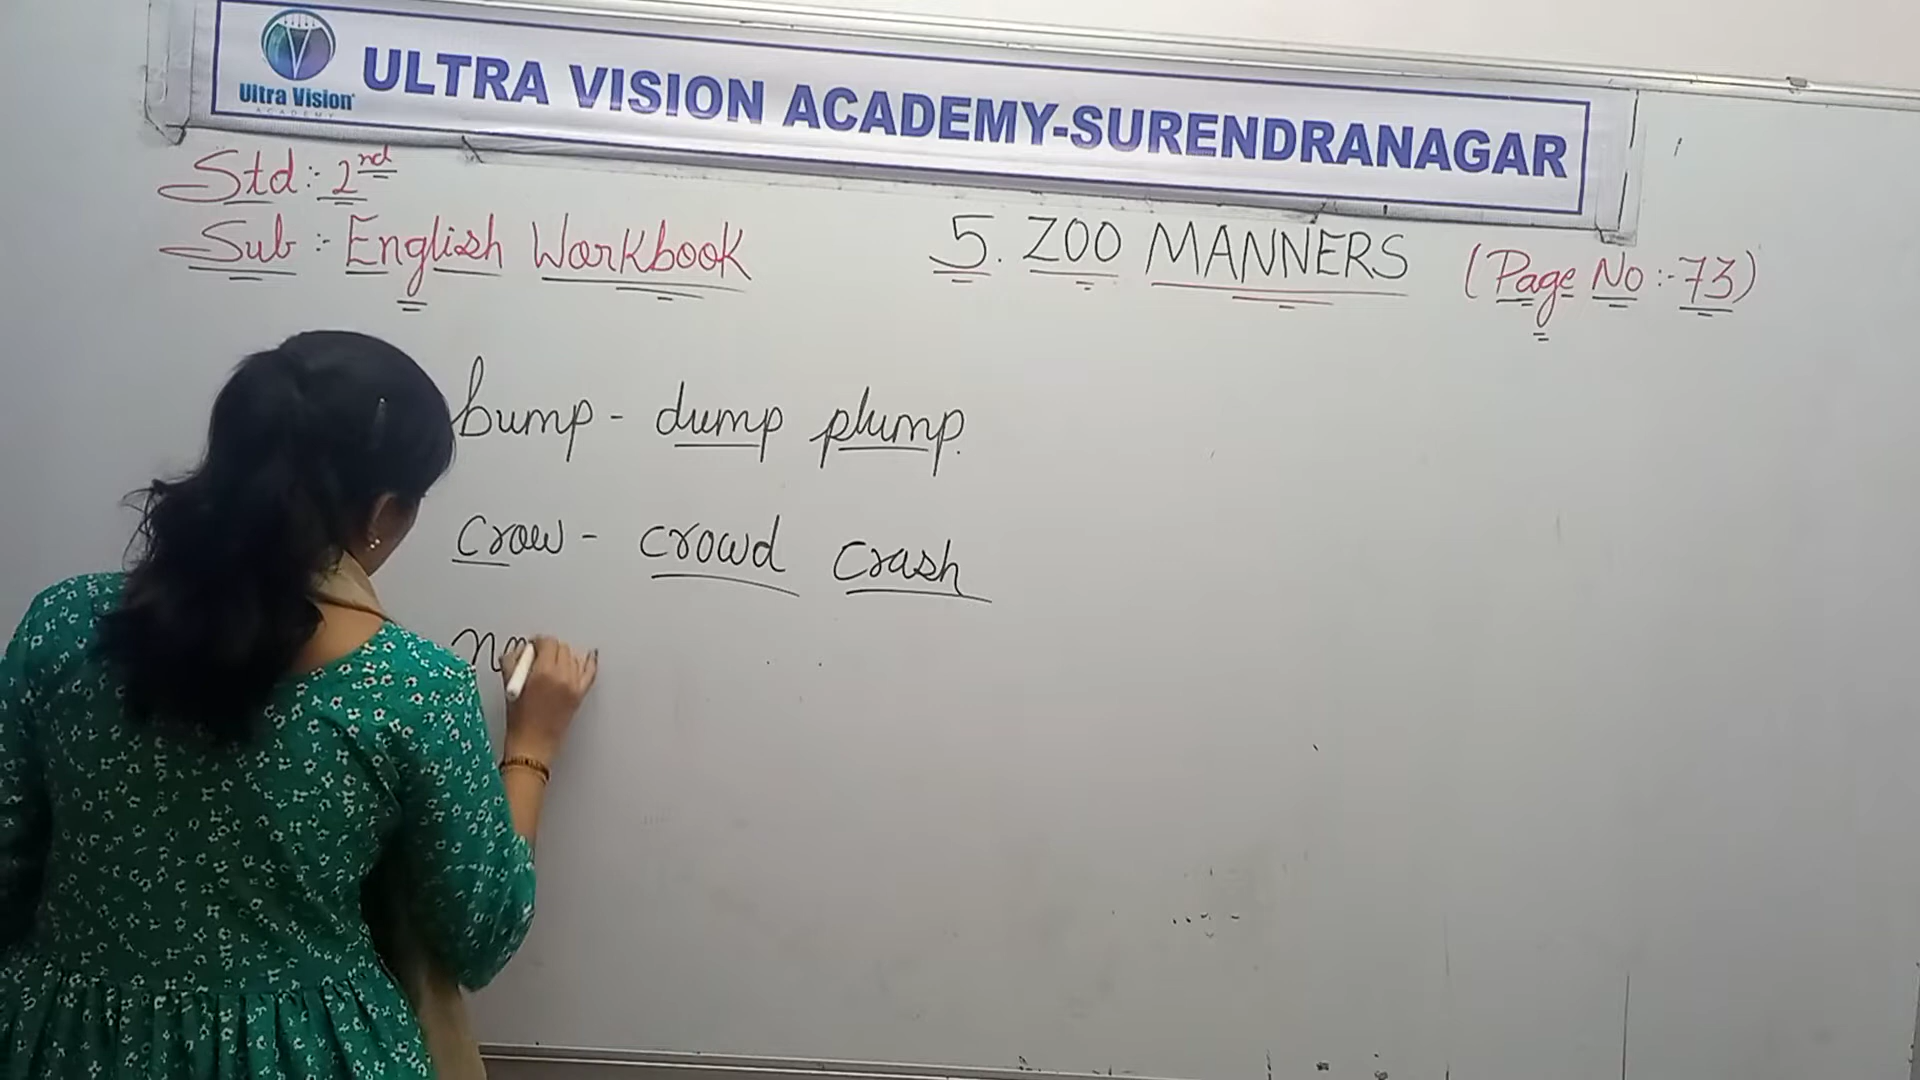 Ultra Vision
ACADEMY
ULTRA VISION ACADEMY-SURENDRANAGAR
Std:- 2nd
Sub:- English Workbook
5. ZOO MANNERS (Page No:-73)
bump - dump plump.
crow - crowd crash